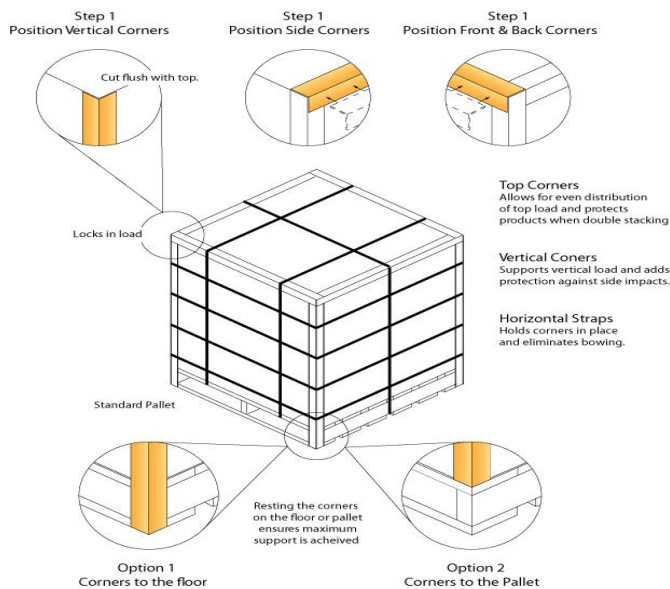 Step 1
Position Vertical Corners
Step 1
Position Side Corners
Step 1
Position Front & Back Corners
Cut flush with top.
Locks in load
Top Corners
Allows for even distribution
of top load and protects
products when double stacking
Vertical Coners
Supports vertical load and adds
protection against side impacts.
Horizontal Straps
Holds corners in place
and eliminates bowing.
Standard Pallet
Resting the corners
on the floor or pallet
ensures maximum
support is acheived
Option 1
Corners to the floor
Option 2
Corners to the Pallet